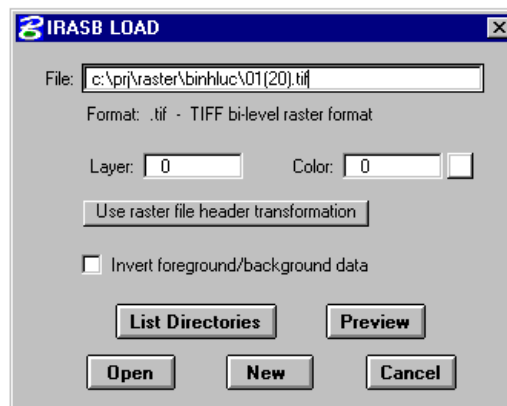 IRASB LOAD
File: c:\prj\raster\binhluc\01(20).tif
Format: .tif - TIFF bi-level raster format
Layer: 0 Color: 0
Use raster file header transformation
Invert foreground/background data
List Directories Preview
Open New Cancel